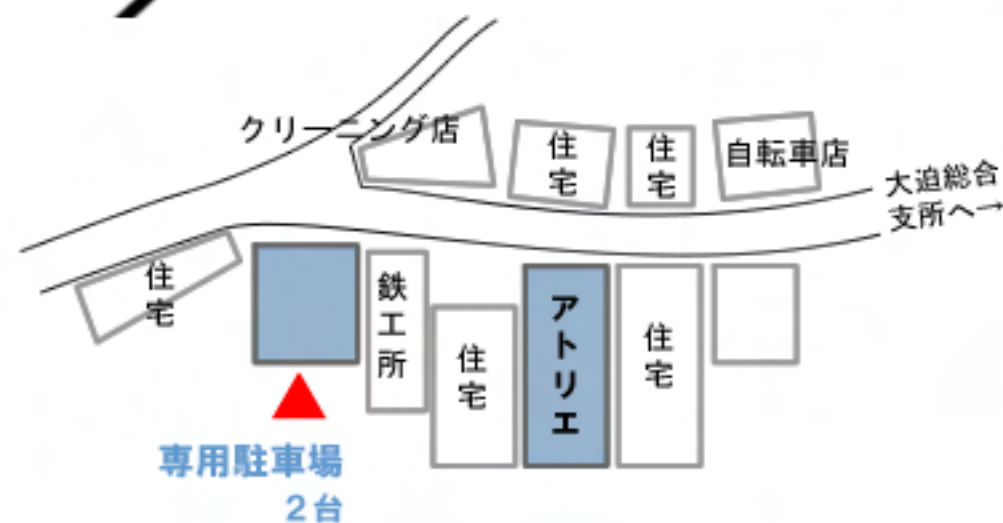 クリーニング店
住宅
住宅
自転車店
大迫総合
支所へ→
住宅
鉄工所
住宅
アトリエ
住宅
専用駐車場
2台